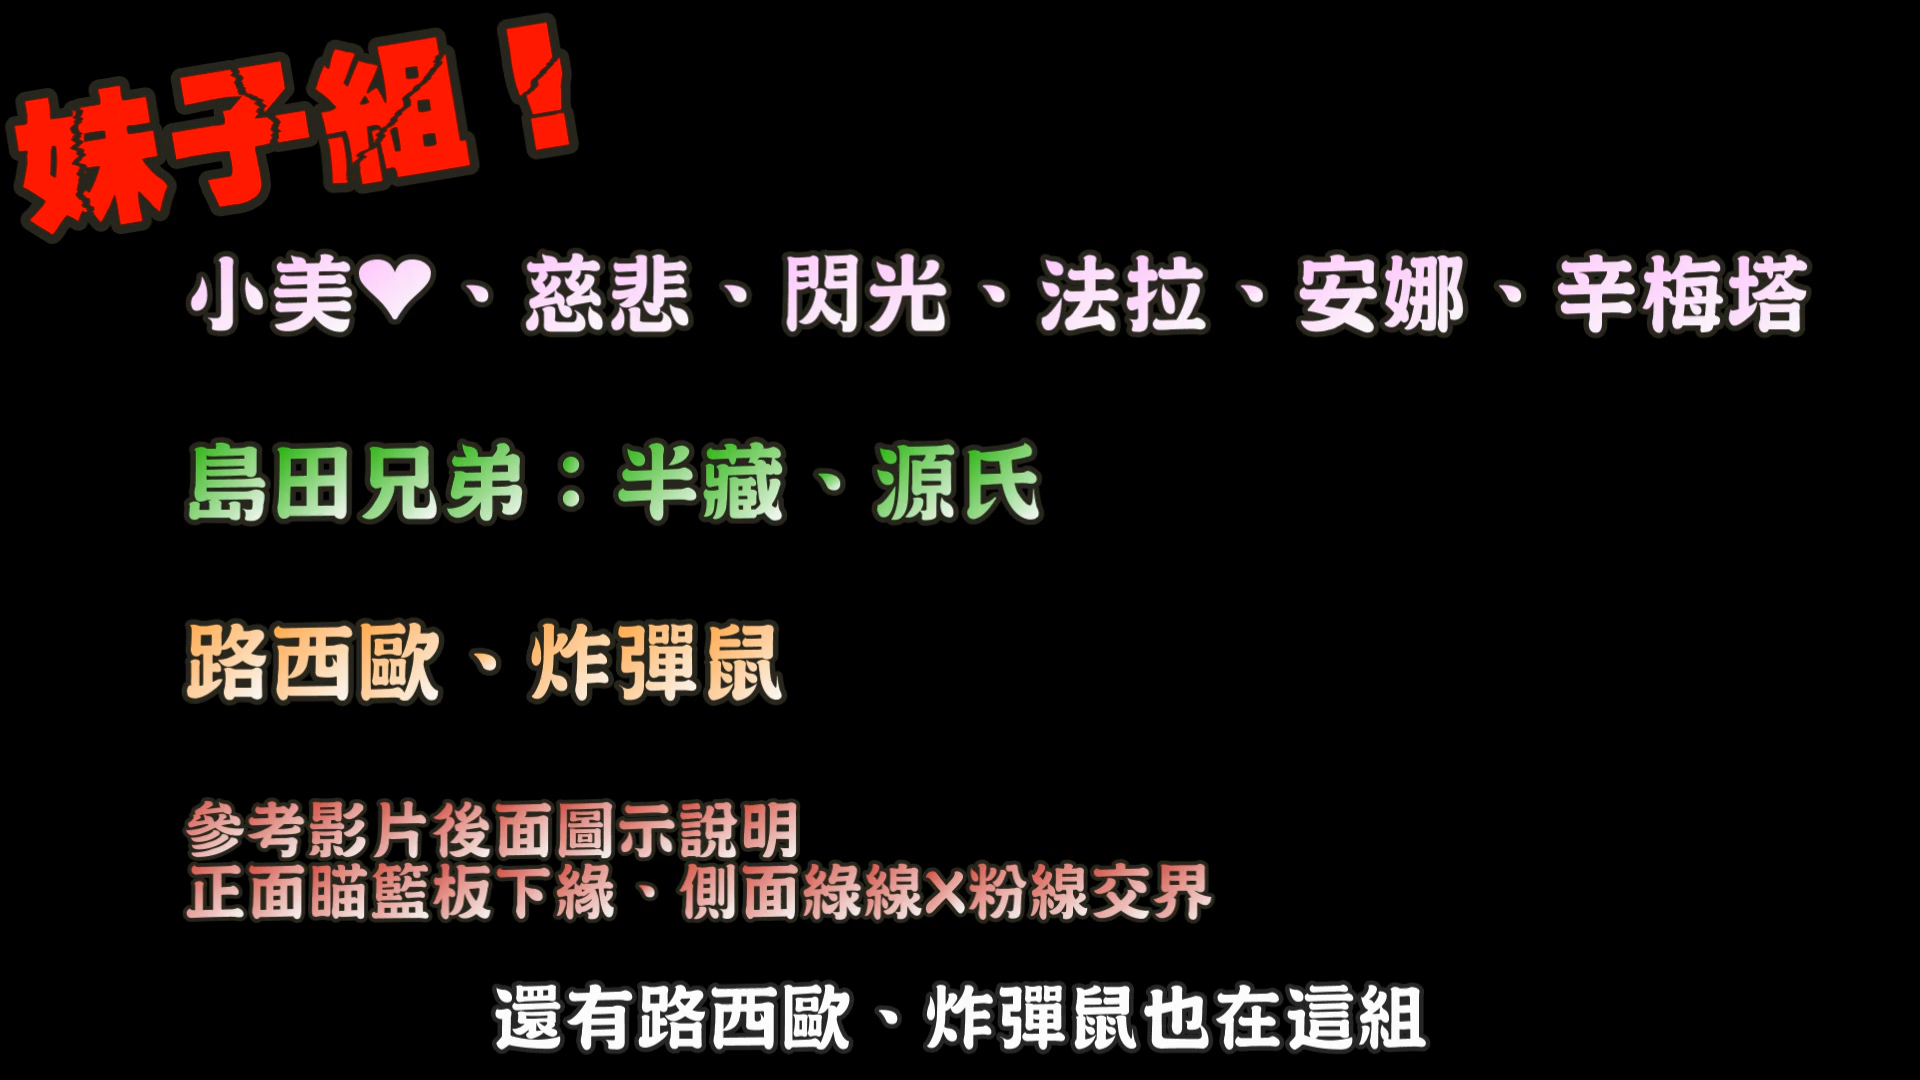 妹子組！
小美♥、慈悲、閃光、法拉、安娜、辛梅塔
島田兄弟：半藏、源氏
路西歐、炸彈鼠
參考影片後面圖示說明
正面瞄籃板下緣、側面綠線X粉線交界
還有路西歐、炸彈鼠也在這組